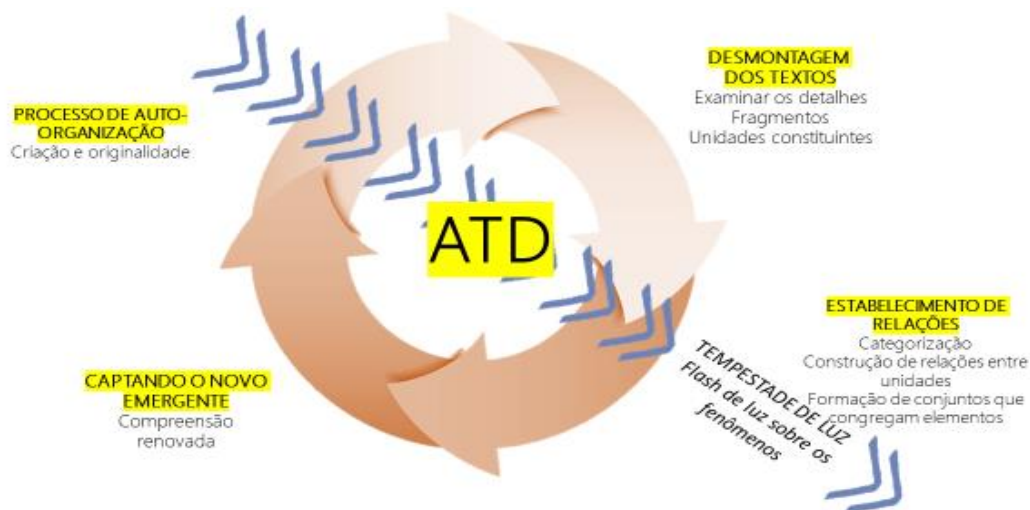 DESMONTAGEM
DOS TEXTOS
Examinar os detalhes
Fragmentos
Unidades constituintes
PROCESSO DE AUTO-
ORGANIZAÇÃO
Criação e originalidade
ATD
ESTABELECIMENTO DE
RELAÇÕES
Categorização
Construção de relações entre
unidades
Formação de conjuntos que
congregam elementos
TEMPESTADE DE LUZ
Flash de luz sobre os
fenômenos
CAPTANDO O NOVO
EMERGENTE
Compreensão
renovada